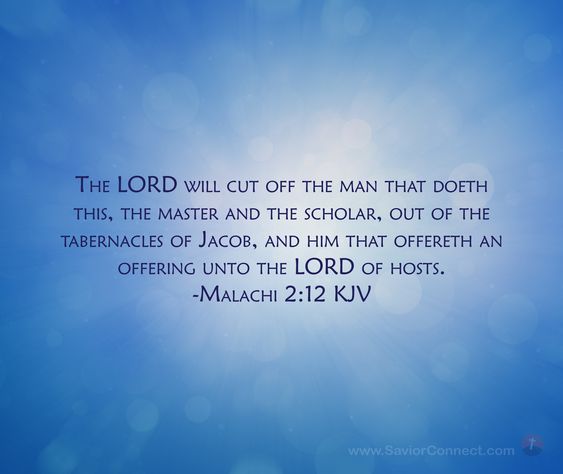 The LORD will cut off the man that doeth
this, the master and the scholar, out of the
tabernacles of Jacob, and him that offereth an
offering unto the LORD of hosts.
-Malachi 2:12 KJV
www.SaviorConnect.com